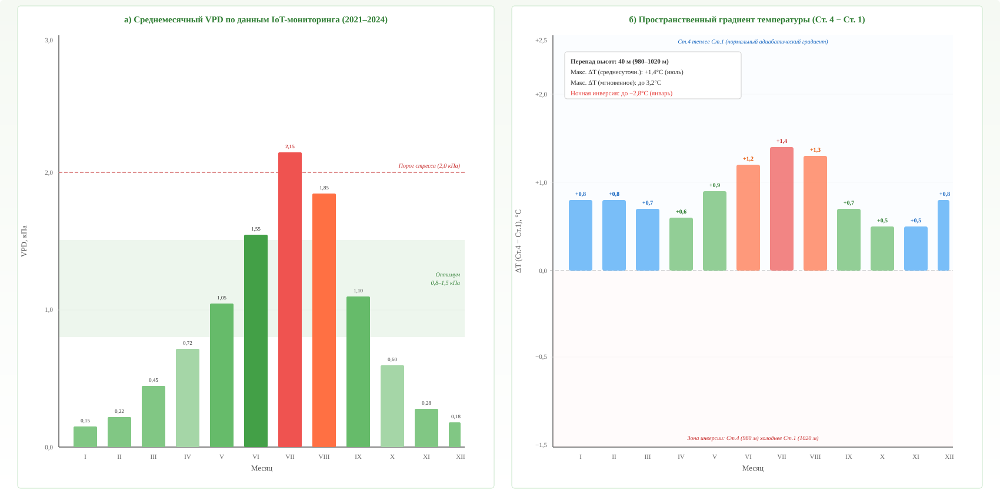 а) Среднемесячный VPD по данным IoT-мониторинга (2021–2024)
3,0
2,0
1,0
0,0
VPD, кПа
Порог стресса (2,0 кПа)
Оптимум
0,8–1,5 кПа
0,15
0,22
0,45
0,72
1,05
1,55
2,15
1,85
1,10
0,60
0,28
0,18
I II III IV V VI VII VIII IX X XI XII
Месяц
б) Пространственный градиент температуры (Ст. 4 − Ст. 1)
+2,5
+2,0
+1,0
0,0
−0,5
−1,5
ΔT (Ст.4 − Ст.1), °C
Ст.4 теплее Ст.1 (нормальный адиабатический градиент)
Перепад высот: 40 м (980–1020 м)
Макс. ΔT (среднесуточн.): +1,4°C (июль)
Макс. ΔT (мгновенное): до 3,2°C
Ночная инверсия: до −2,8°C (январь)
+0,8
+0,8
+0,7
+0,6
+0,9
+1,2
+1,4
+1,3
+0,7
+0,5
+0,5
+0,8
Зона инверсии: Ст.4 (980 м) холоднее Ст.1 (1020 м)
I II III IV V VI VII VIII IX X XI XII
Месяц